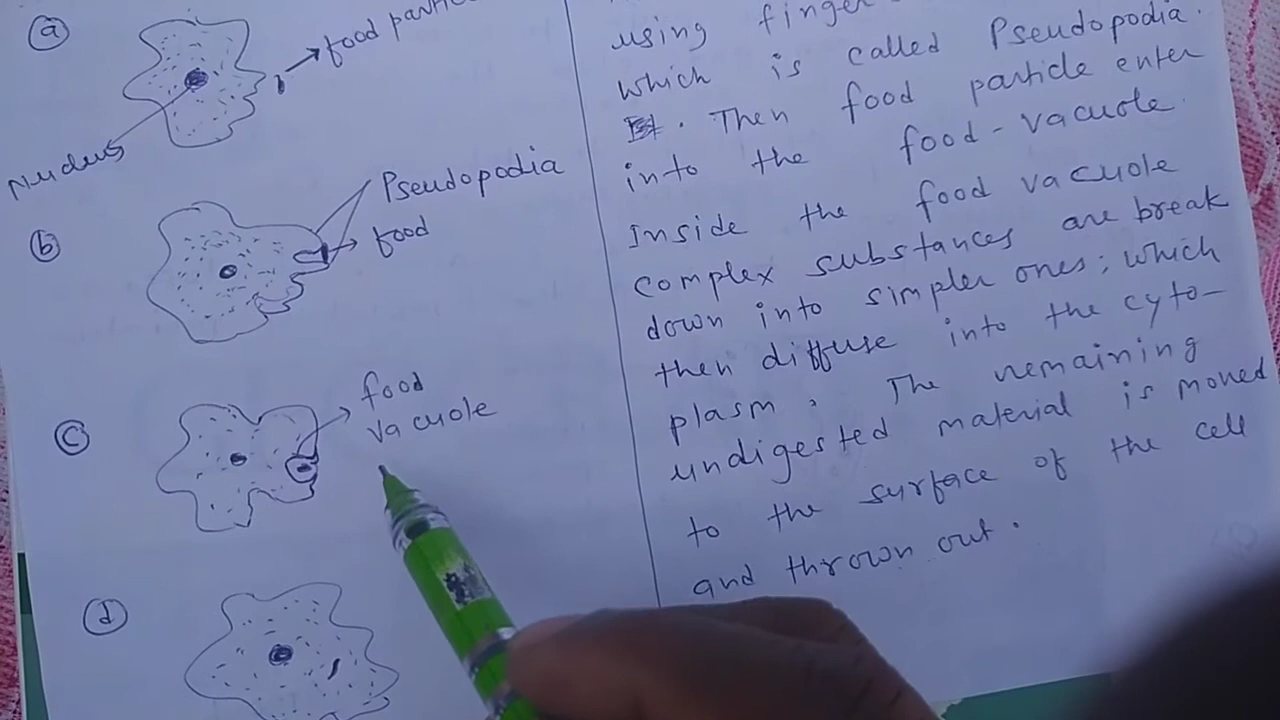 ⓐ
food
Nucleus
ⓑ
Pseudopodia
food
ⓒ
food
vacuole
ⓓ
using finger
which is called Pseudopodia.
. Then food particle enter
into the food-vacuole.
Inside the food vacuole
complex substances are break
down into simpler ones; which
then diffuse into the cyto-
plasm. The remaining
undigested material is moved
to the surface of the cell
and thrown out.